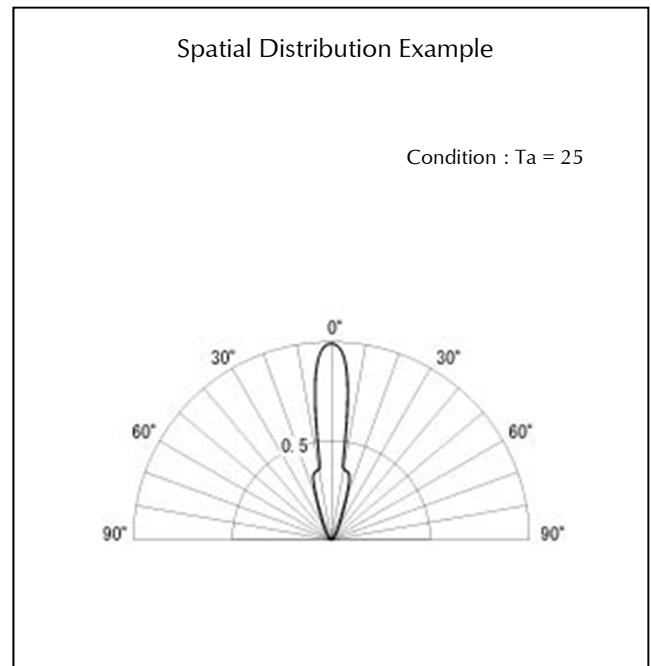 Spatial Distribution Example
Condition : Ta = 25
0°
30° 30°
60° 60°
0.5
90° 90°